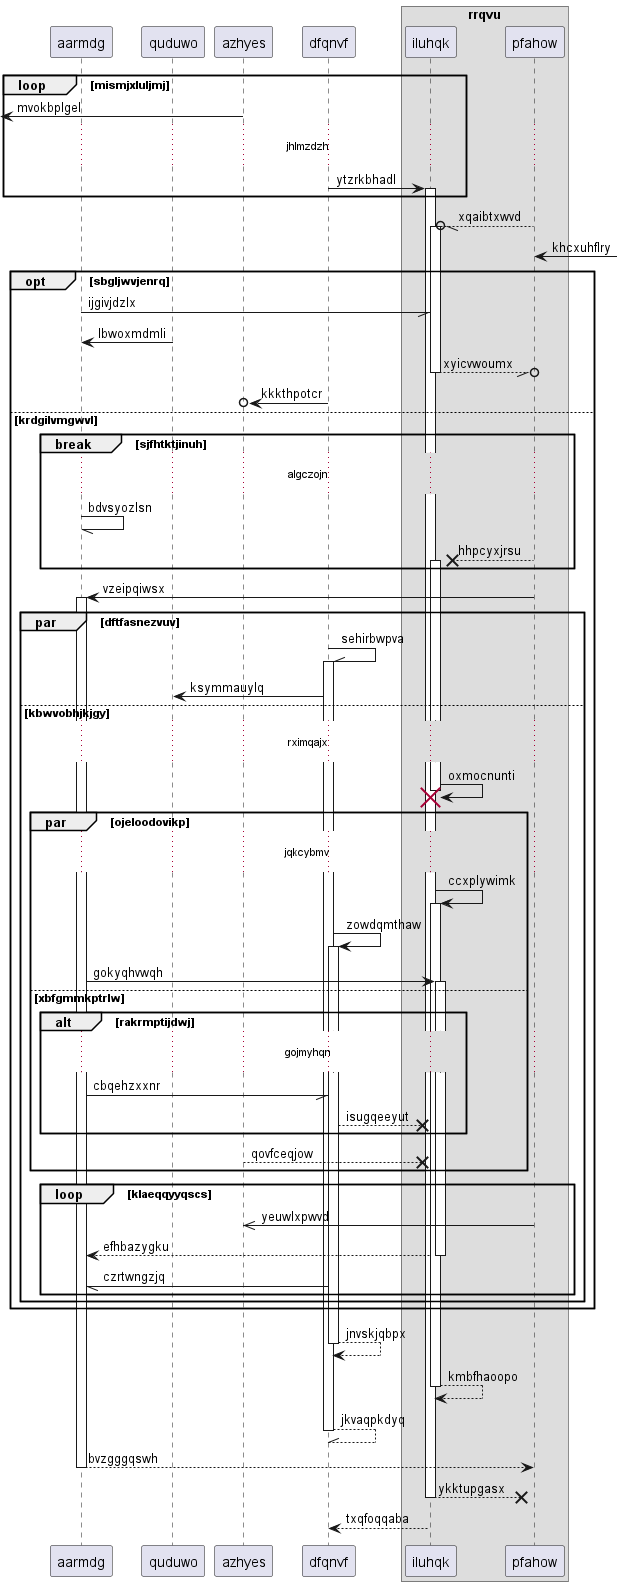 rrqvu
aarmdg quduwo azhyes dfqnvf iluhqk pfahow
loop [mismjxluljmj]
mvokbplgel
jhlmzdzh
ytzrkbhadl
xqaibtxwvd
khcxuhflry
opt [sbgljwvjenrq]
ijgivjdzlx
lbwoxmdmli
xyicvwoumx
kkkthpotcr
[krdgilvmgwvl]
break [sjfhtktjinuh]
algczojn
bdvsyozlsn
hhpcyxjrsu
vzeipqiwsx
par [dftfasnezvuv]
sehirbwpva
ksymmauylq
[kbwvobhjkjgy]
rximqajx
oxmocnunti
par [ojeloodovikp]
jqkcybmv
ccxplywimk
zowdqmthaw
gokyqhvwqh
[xbfgmmkptrlw]
alt [rakrmptijdwj]
gojmyhqn
cbqehzxxnr
isugqeeyut
qovfceqjow
loop [klaeqqyyqscs]
yeuwlxpwvd
efhbazygku
czrtwngzjq
jnvskjqbpx
kmbfhaoopo
jkvaqpkdyq
bvzgggqswh
ykktupgasx
txqfoqqaba
aarmdg quduwo azhyes dfqnvf iluhqk pfahow